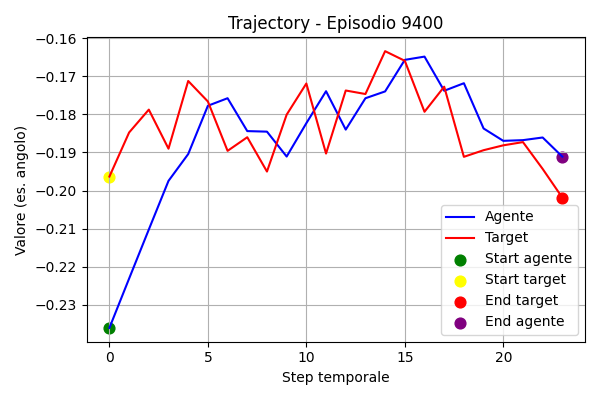 Trajectory - Episodio 9400
Valore (es. angolo)
−0.16
−0.17
−0.18
−0.19
−0.20
−0.21
−0.22
−0.23
0
5
10
15
20
Step temporale
Agente
Target
Start agente
Start target
End target
End agente